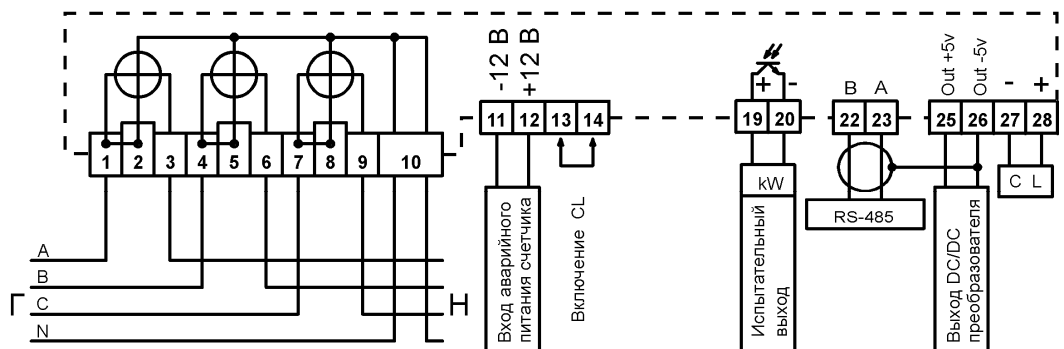 -12 В
+12 В
+ -
B A
Out +5v
Out -5v
- +
1 2 3 4 5 6 7 8 9 10
11 12 13 14
19 20
22 23
25 26 27 28
kW
C L
RS-485
A
B
C
N
Г
Н
Вход аварийного
питания счетчика
Включение CL
Испытательный
выход
Выход DC/DC
преобразователя